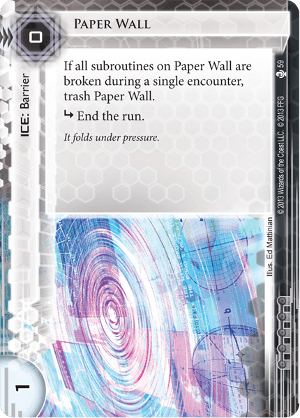 0
PAPER WALL
ICE: Barrier
If all subroutines on Paper Wall are
broken during a single encounter,
trash Paper Wall.
↳ End the run.
It folds under pressure.
59
© 2013 Wizards of the Coast LLC. © 2013 FFG
Illus. Ed Mattinian
1